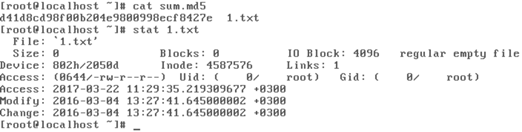 [root@localhost ~]# cat sum.md5
d41d8cd98f00b204e9800998ecf8427e  1.txt
[root@localhost ~]# stat 1.txt
  File: `1.txt'
  Size: 0               Blocks: 0          IO Block: 4096   regular empty file
Device: 802h/2050d      Inode: 4587576     Links: 1
Access: (0644/-rw-r--r--)  Uid: (    0/    root)   Gid: (    0/    root)
Access: 2017-03-22 11:29:35.219309677 +0300
Modify: 2016-03-04 13:27:41.645000002 +0300
Change: 2016-03-04 13:27:41.645000002 +0300
[root@localhost ~]# _